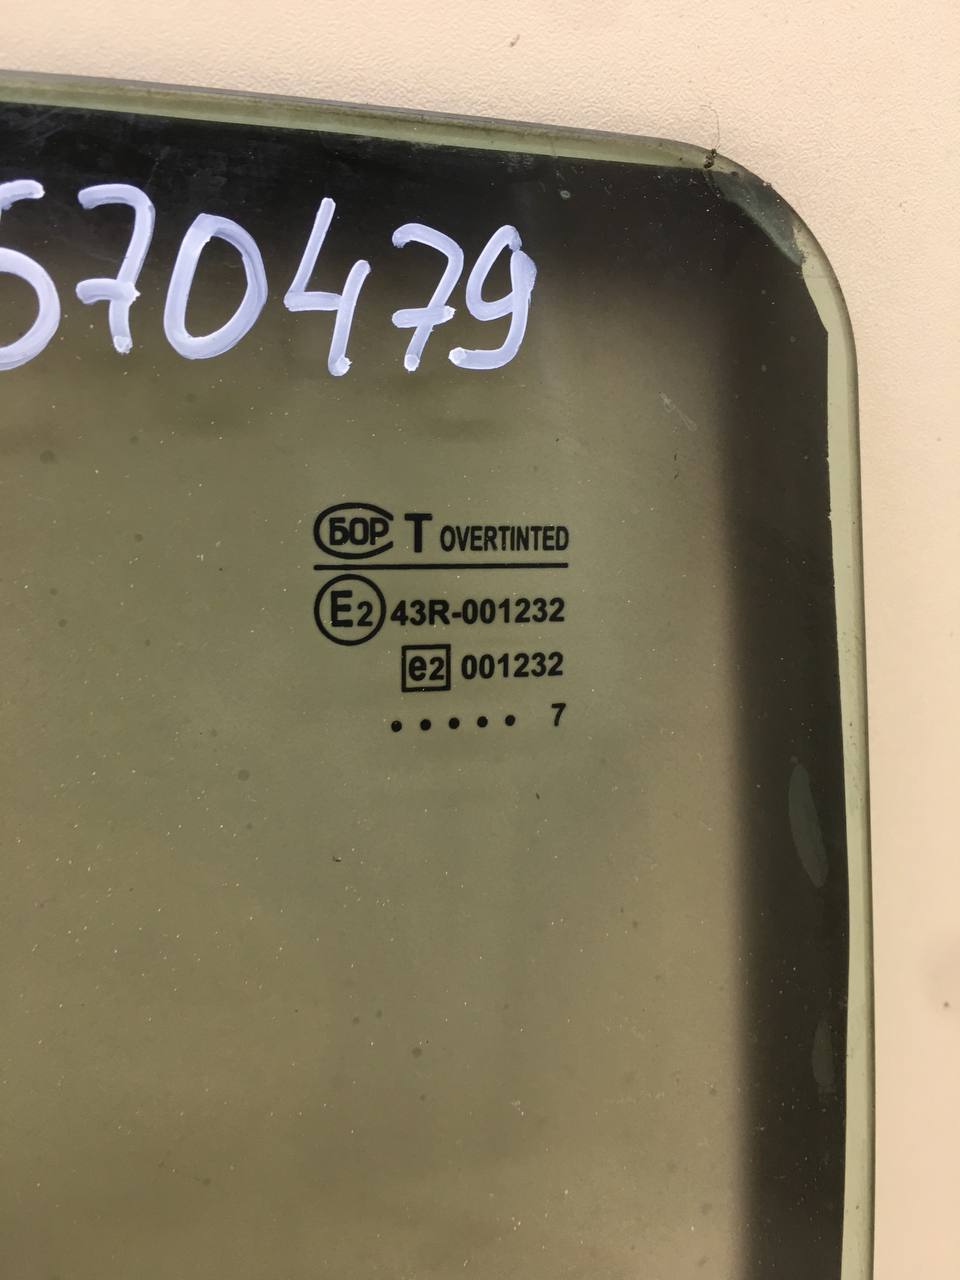 570479
БОР T OVERTINTED
E2 43R-001232
e2 001232
..... 7